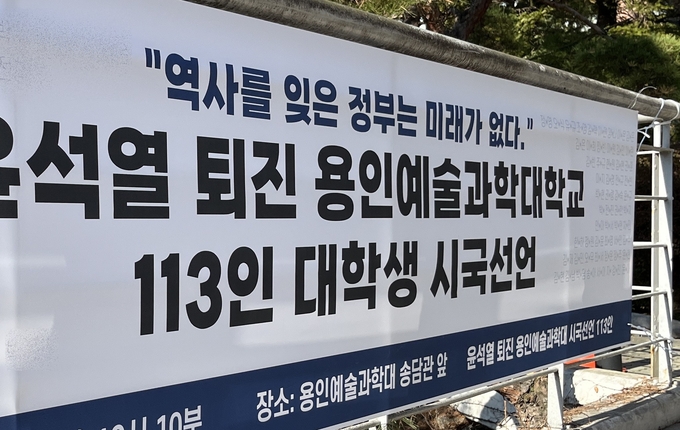 "역사를 잊은 정부는 미래가 없다."
윤석열 퇴진 용인예술과학대학교
113인 대학생 시국선언
10분 장소: 용인예술과학대 송담관 앞 윤석열 퇴진 용인예술과학대 시국선언 113인